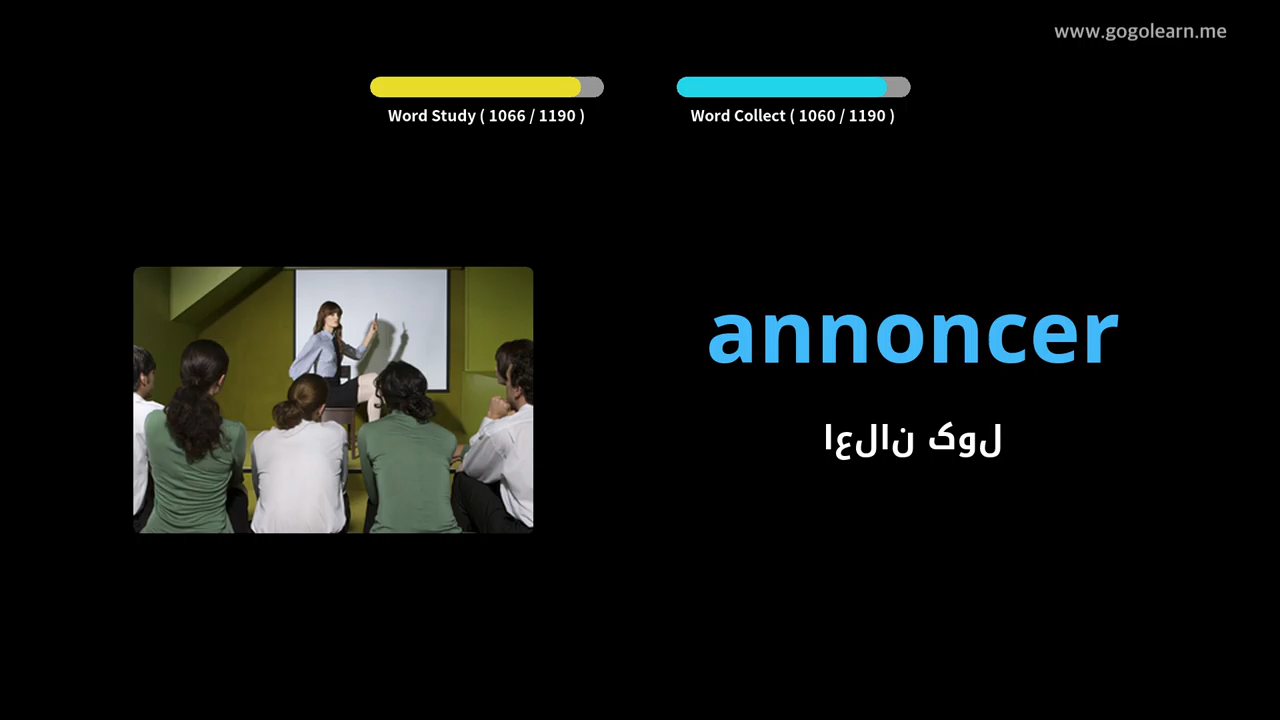 www.gogolearn.me
Word Study ( 1066 / 1190 )
Word Collect ( 1060 / 1190 )
annoncer
اعلان کول